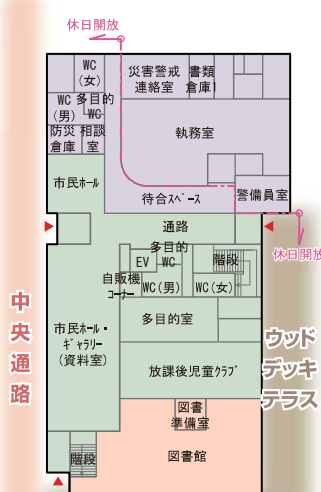 休日開放
WC
(女)
災害警戒
連絡室
書類
倉庫1
WC
(男)
多目的
WC
防災
倉庫
相談
室
執務室
市民ホール
待合スペース
警備員室
通路
休日開放
多目的
WC
EV
階段
自販機
コーナー
WC(男)
WC(女)
中央通路
市民ホール・
ギャラリー
(資料室)
多目的室
ウッド
デッキ
テラス
放課後児童クラブ
図書
準備室
階段
図書館